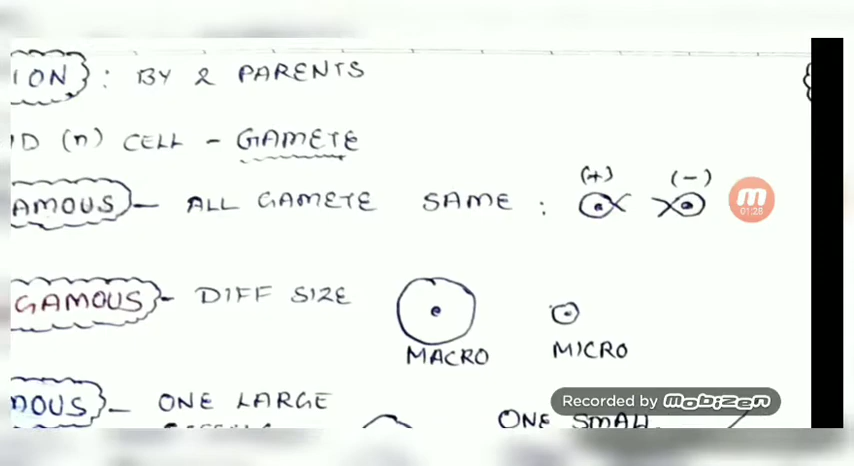 ION : BY 2 PARENTS
ID (n) CELL - GAMETE
(+) (-)
AMOUS - ALL GAMETE SAME :
01:28
GAMOUS - DIFF SIZE
MACRO MICRO
MOUS - ONE LARGE
Recorded by mobizen
ONE SMALL